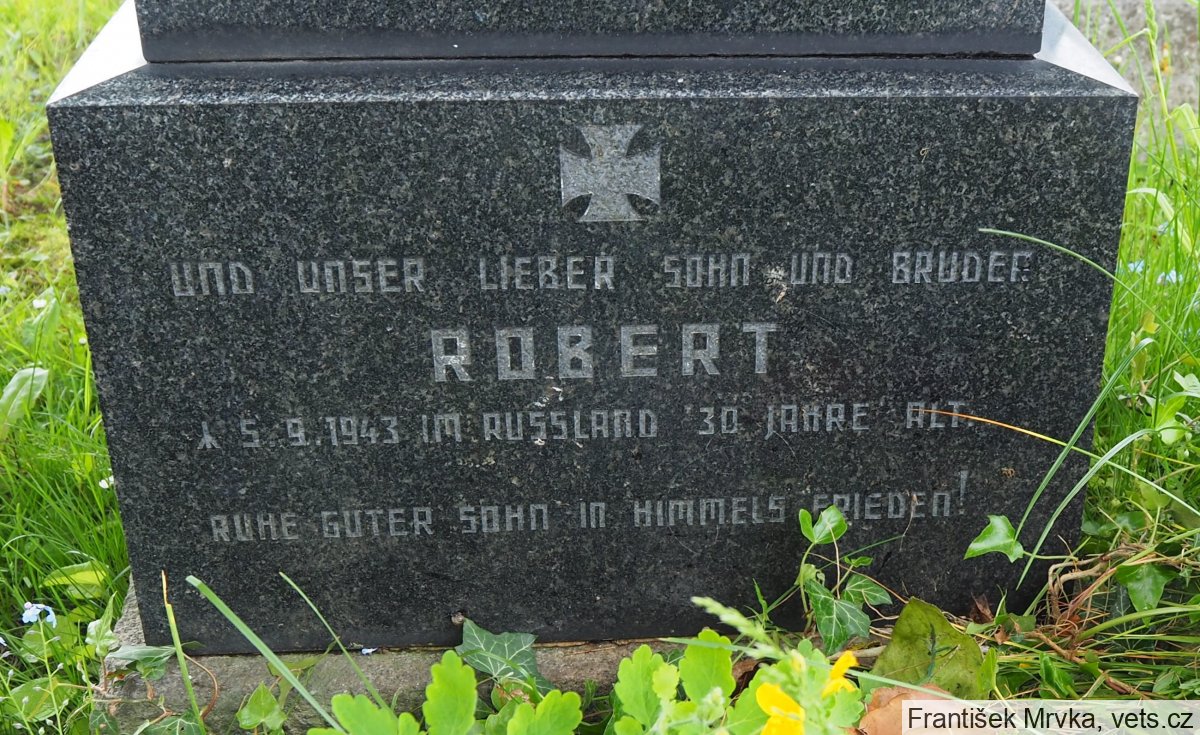 UND UNSER LIEBER SOHN UND BRUDER
ROBERT
⅄ 5. 9. 1943 IM RUSSLAND 30 JAHRE ALT.
RUHE GUTER SOHN IN HIMMELS FRIEDEN!
František Mrvka, vets.cz